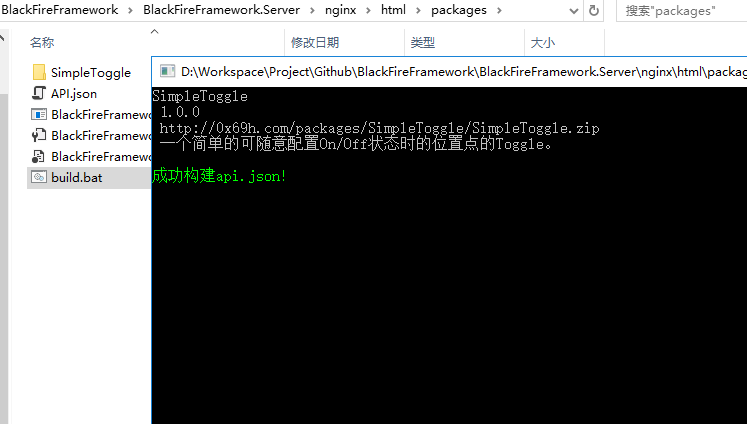 BlackFireFramework > BlackFireFramework.Server > nginx > html > packages >
搜索"packages"
名称 修改日期 类型 大小
SimpleToggle
API.json
BlackFireFramewo
BlackFireFramewo
BlackFireFramewo
build.bat
D:\Workspace\Project\Github\BlackFireFramework\BlackFireFramework.Server\nginx\html\packag
SimpleToggle
1.0.0
http://0x69h.com/packages/SimpleToggle/SimpleToggle.zip
一个简单的可随意配置On/Off状态时的位置点的Toggle。
成功构建api.json!